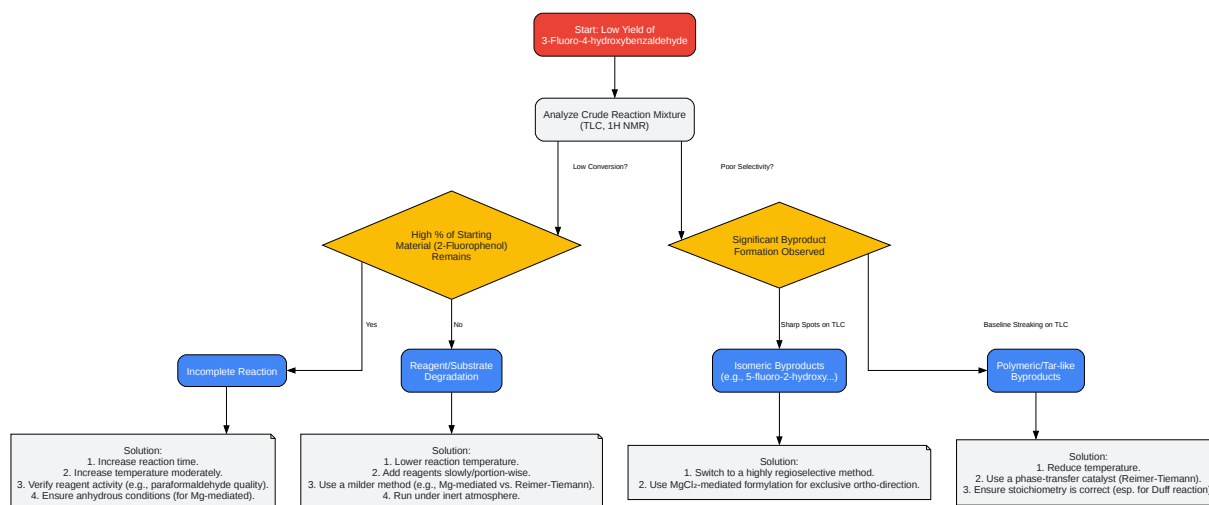 Start: Low Yield of
3-Fluoro-4-hydroxybenzaldehyde
Analyze Crude Reaction Mixture
(TLC, 1H NMR)
Low Conversion?
Poor Selectivity?
High % of Starting
Material (2-Fluorophenol)
Remains
Significant Byproduct
Formation Observed
Yes
No
Sharp Spots on TLC
Baseline Streaking on TLC
Incomplete Reaction
Reagent/Substrate
Degradation
Isomeric Byproducts
(e.g., 5-fluoro-2-hydroxy...)
Polymeric/Tar-like
Byproducts
Solution:
1. Increase reaction time.
2. Increase temperature moderately.
3. Verify reagent activity (e.g., paraformaldehyde quality).
4. Ensure anhydrous conditions (for Mg-mediated).
Solution:
1. Lower reaction temperature.
2. Add reagents slowly/portion-wise.
3. Use a milder method (e.g., Mg-mediated vs. Reimer-Tiemann).
4. Run under inert atmosphere.
Solution:
1. Switch to a highly regioselective method.
2. Use MgCl₂-mediated formylation for exclusive ortho-direction.
Solution:
1. Reduce temperature.
2. Use a phase-transfer catalyst (Reimer-Tiemann).
3. Ensure stoichiometry is correct (esp. for Duff reaction)